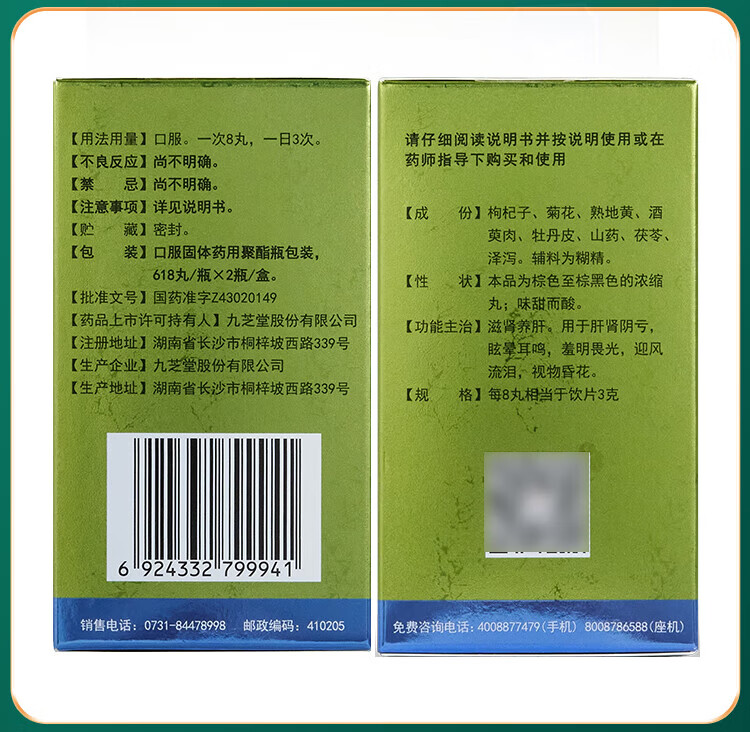 【用法用量】口服。一次8丸，一日3次。
【不良反应】尚不明确。
【禁　　忌】尚不明确。
【注意事项】详见说明书。
【贮　　藏】密封。
【包　　装】口服固体药用聚酯瓶包装，
618丸/瓶×2瓶/盒。
【批准文号】国药准字Z43020149
【药品上市许可持有人】九芝堂股份有限公司
【注册地址】湖南省长沙市桐梓坡西路339号
【生产企业】九芝堂股份有限公司
【生产地址】湖南省长沙市桐梓坡西路339号
6 924332 799941
销售电话：0731-84478998　邮政编码：410205
请仔细阅读说明书并按说明使用或在
药师指导下购买和使用
【成　　份】枸杞子、菊花、熟地黄、酒
萸肉、牡丹皮、山药、茯苓、
泽泻。辅料为糊精。
【性　　状】本品为棕色至棕黑色的浓缩
丸；味甜而酸。
【功能主治】滋肾养肝。用于肝肾阴亏，
眩晕耳鸣，羞明畏光，迎风
流泪，视物昏花。
【规　　格】每8丸相当于饮片3克
免费咨询电话：4008877479(手机) 8008786588(座机)